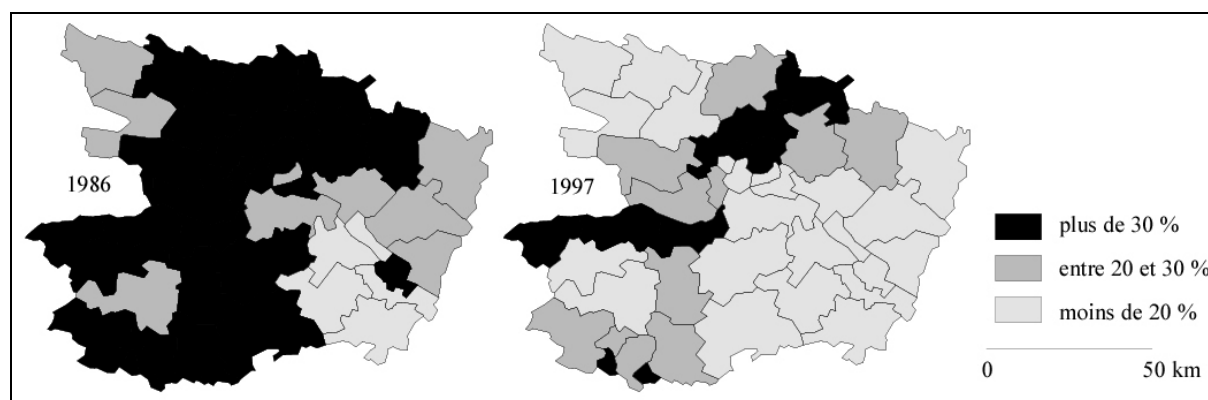 1986
1997
plus de 30 %
entre 20 et 30 %
moins de 20 %
0 50 km